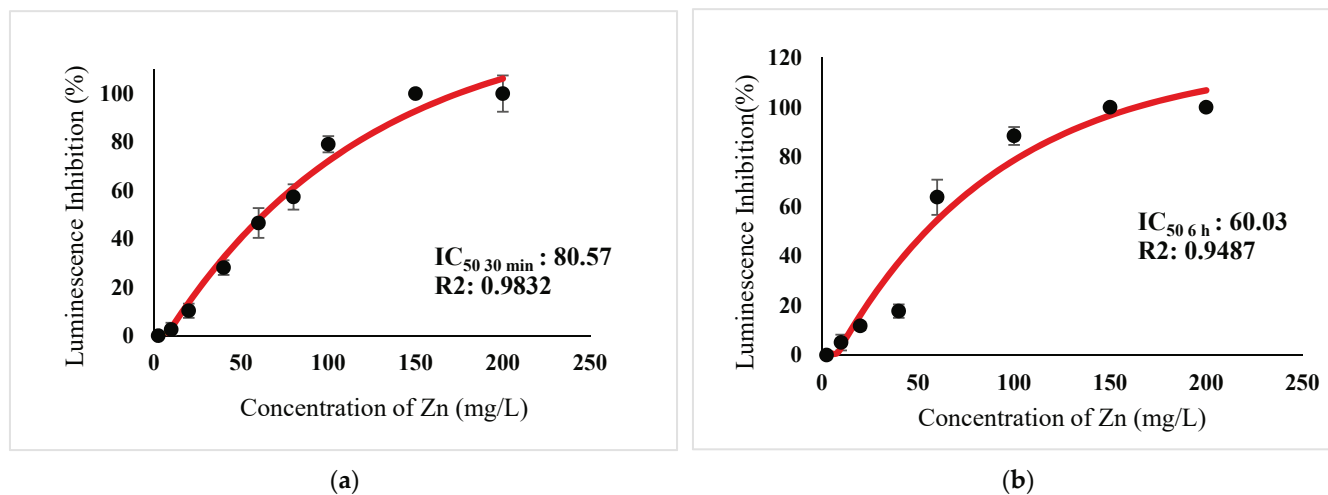 Luminescence Inhibition (%)
100
80
60
40
20
0
0 50 100 150 200 250
Concentration of Zn (mg/L)
IC50 30 min : 80.57
R2: 0.9832
(a)
Luminescence Inhibition(%)
120
100
80
60
40
20
0
0 50 100 150 200 250
Concentration of Zn (mg/L)
IC50 6 h : 60.03
R2: 0.9487
(b)